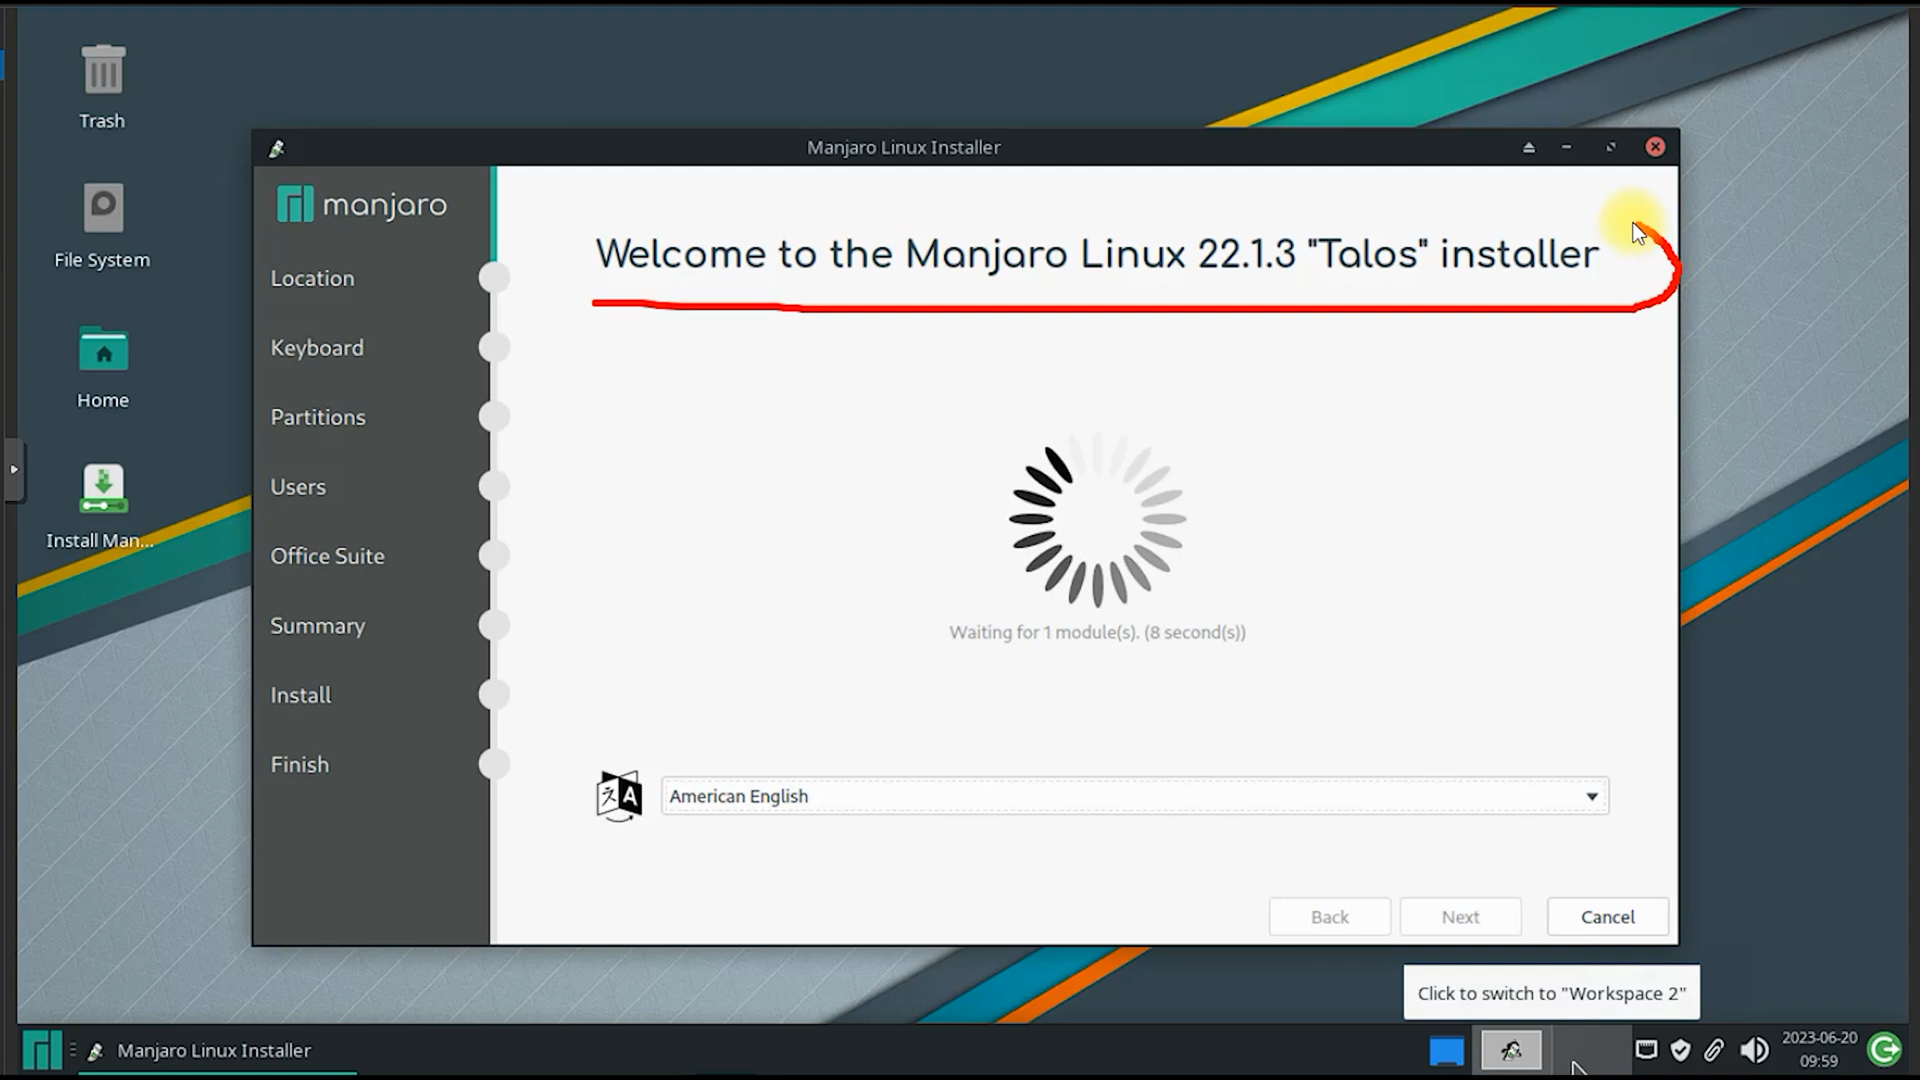 Trash
File System
Home
Install Man...
Manjaro Linux Installer
manjaro
Location
Keyboard
Partitions
Users
Office Suite
Summary
Install
Finish
Welcome to the Manjaro Linux 22.1.3 "Talos" installer
Waiting for 1 module(s). (8 second(s))
American English
Back
Next
Cancel
Click to switch to "Workspace 2"
Manjaro Linux Installer
2023-06-20
09:59